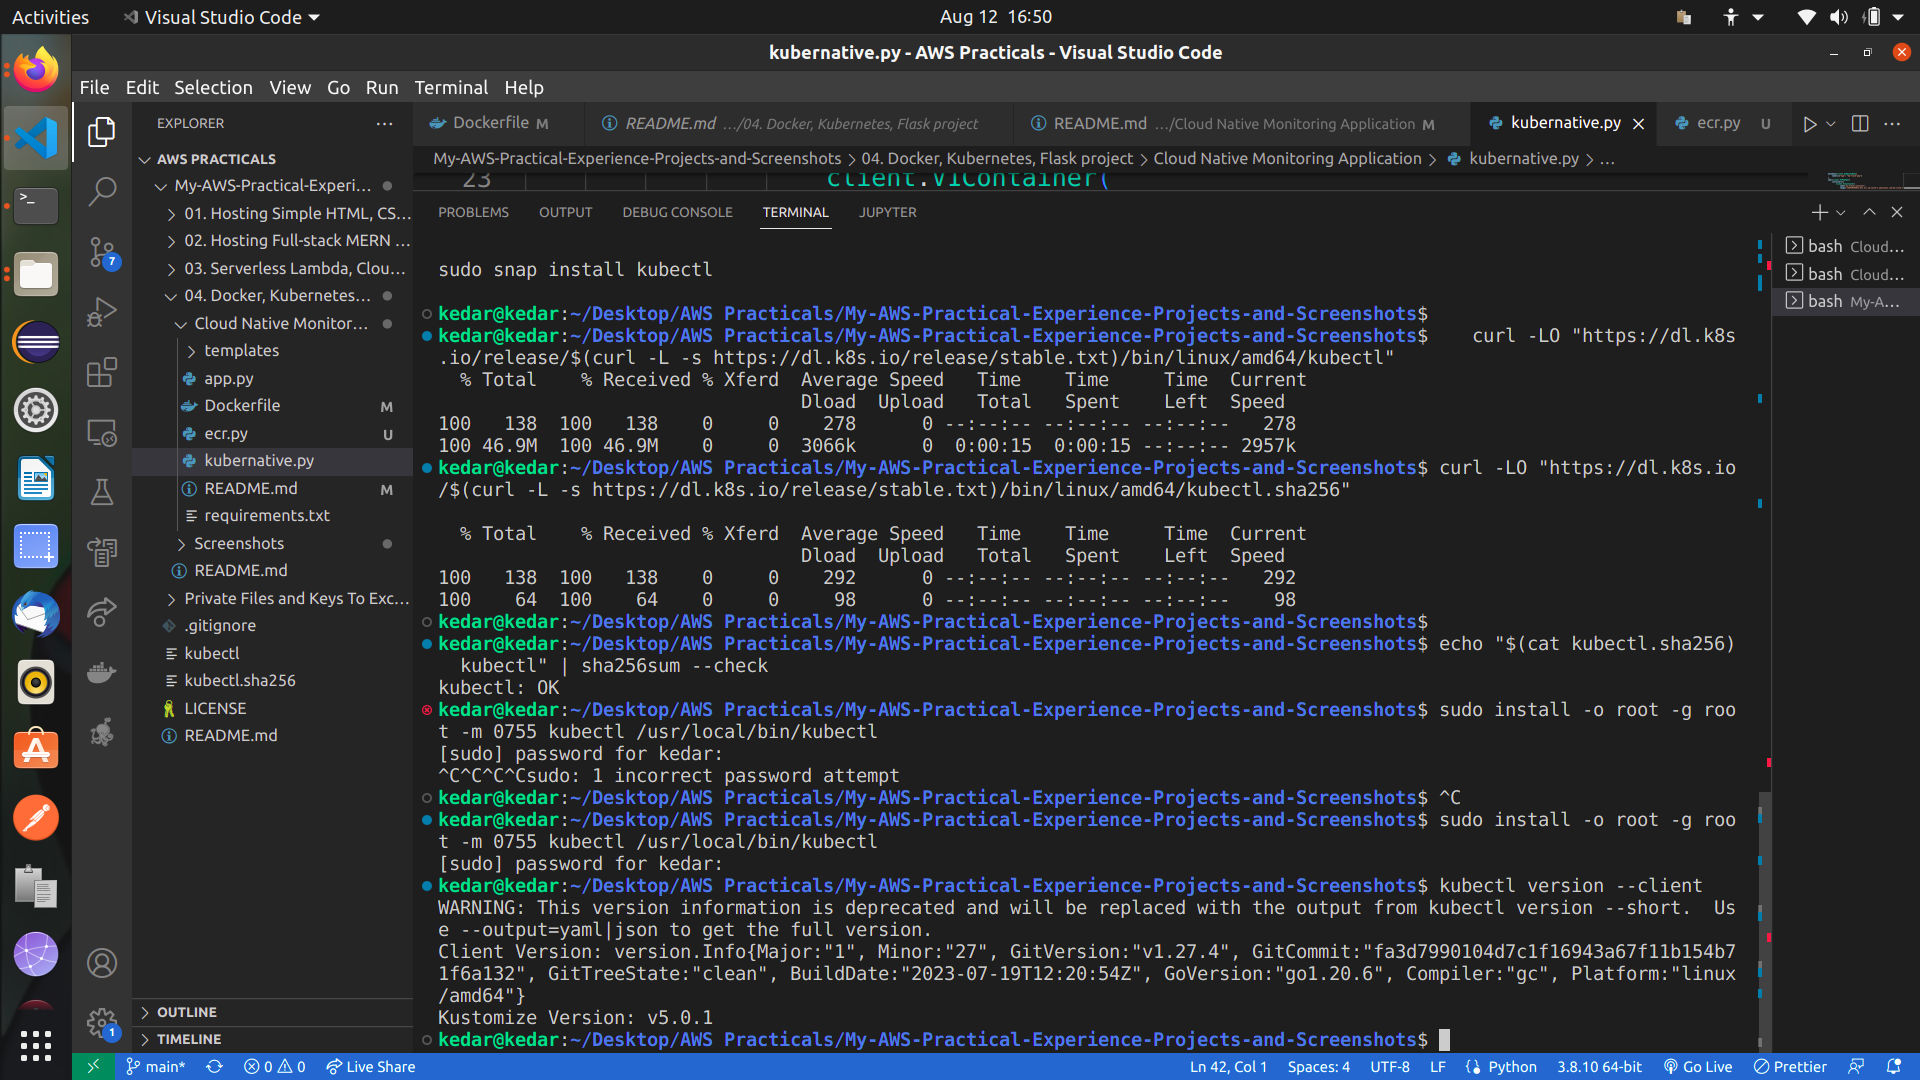 Activities
Visual Studio Code
Aug 12 16:50
kubernative.py - AWS Practicals - Visual Studio Code
File Edit Selection View Go Run Terminal Help
EXPLORER
AWS PRACTICALS
My-AWS-Practical-Experi...
01. Hosting Simple HTML, CS...
02. Hosting Full-stack MERN ...
03. Serverless Lambda, Clou...
04. Docker, Kubernetes...
Cloud Native Monitor...
templates
app.py
Dockerfile M
ecr.py U
kubernative.py
README.md M
requirements.txt
Screenshots
README.md
Private Files and Keys To Exc...
.gitignore
kubectl
kubectl.sha256
LICENSE
README.md
OUTLINE
TIMELINE
7
1
Dockerfile M
README.md .../04. Docker, Kubernetes, Flask project
README.md .../Cloud Native Monitoring Application M
kubernative.py
ecr.py U
My-AWS-Practical-Experience-Projects-and-Screenshots > 04. Docker, Kubernetes, Flask project > Cloud Native Monitoring Application > kubernative.py > ...
23 client.V1Container(
PROBLEMS OUTPUT DEBUG CONSOLE TERMINAL JUPYTER
bash Cloud...
bash Cloud...
bash My-A...
sudo snap install kubectl
kedar@kedar:~/Desktop/AWS Practicals/My-AWS-Practical-Experience-Projects-and-Screenshots$
kedar@kedar:~/Desktop/AWS Practicals/My-AWS-Practical-Experience-Projects-and-Screenshots$    curl -LO "https://dl.k8s
.io/release/$(curl -L -s https://dl.k8s.io/release/stable.txt)/bin/linux/amd64/kubectl"
  % Total    % Received % Xferd  Average Speed   Time    Time     Time  Current
                                 Dload  Upload   Total   Spent    Left  Speed
100   138  100   138    0     0    278      0 --:--:-- --:--:-- --:--:--   278
100 46.9M  100 46.9M    0     0  3066k      0  0:00:15  0:00:15 --:--:-- 2957k
kedar@kedar:~/Desktop/AWS Practicals/My-AWS-Practical-Experience-Projects-and-Screenshots$ curl -LO "https://dl.k8s.io
/$(curl -L -s https://dl.k8s.io/release/stable.txt)/bin/linux/amd64/kubectl.sha256"
  % Total    % Received % Xferd  Average Speed   Time    Time     Time  Current
                                 Dload  Upload   Total   Spent    Left  Speed
100   138  100   138    0     0    292      0 --:--:-- --:--:-- --:--:--   292
100    64  100    64    0     0     98      0 --:--:-- --:--:-- --:--:--    98
kedar@kedar:~/Desktop/AWS Practicals/My-AWS-Practical-Experience-Projects-and-Screenshots$
kedar@kedar:~/Desktop/AWS Practicals/My-AWS-Practical-Experience-Projects-and-Screenshots$ echo "$(cat kubectl.sha256)
  kubectl" | sha256sum --check
kubectl: OK
kedar@kedar:~/Desktop/AWS Practicals/My-AWS-Practical-Experience-Projects-and-Screenshots$ sudo install -o root -g roo
t -m 0755 kubectl /usr/local/bin/kubectl
[sudo] password for kedar:
^C^C^C^Csudo: 1 incorrect password attempt
kedar@kedar:~/Desktop/AWS Practicals/My-AWS-Practical-Experience-Projects-and-Screenshots$ ^C
kedar@kedar:~/Desktop/AWS Practicals/My-AWS-Practical-Experience-Projects-and-Screenshots$ sudo install -o root -g roo
t -m 0755 kubectl /usr/local/bin/kubectl
[sudo] password for kedar:
kedar@kedar:~/Desktop/AWS Practicals/My-AWS-Practical-Experience-Projects-and-Screenshots$ kubectl version --client
WARNING: This version information is deprecated and will be replaced with the output from kubectl version --short.  Us
e --output=yaml|json to get the full version.
Client Version: version.Info{Major:"1", Minor:"27", GitVersion:"v1.27.4", GitCommit:"fa3d7990104d7c1f16943a67f11b154b7
1f6a132", GitTreeState:"clean", BuildDate:"2023-07-19T12:20:54Z", GoVersion:"go1.20.6", Compiler:"gc", Platform:"linux
/amd64"}
Kustomize Version: v5.0.1
kedar@kedar:~/Desktop/AWS Practicals/My-AWS-Practical-Experience-Projects-and-Screenshots$
main* 0 0 Live Share Ln 42, Col 1 Spaces: 4 UTF-8 LF Python 3.8.10 64-bit Go Live Prettier